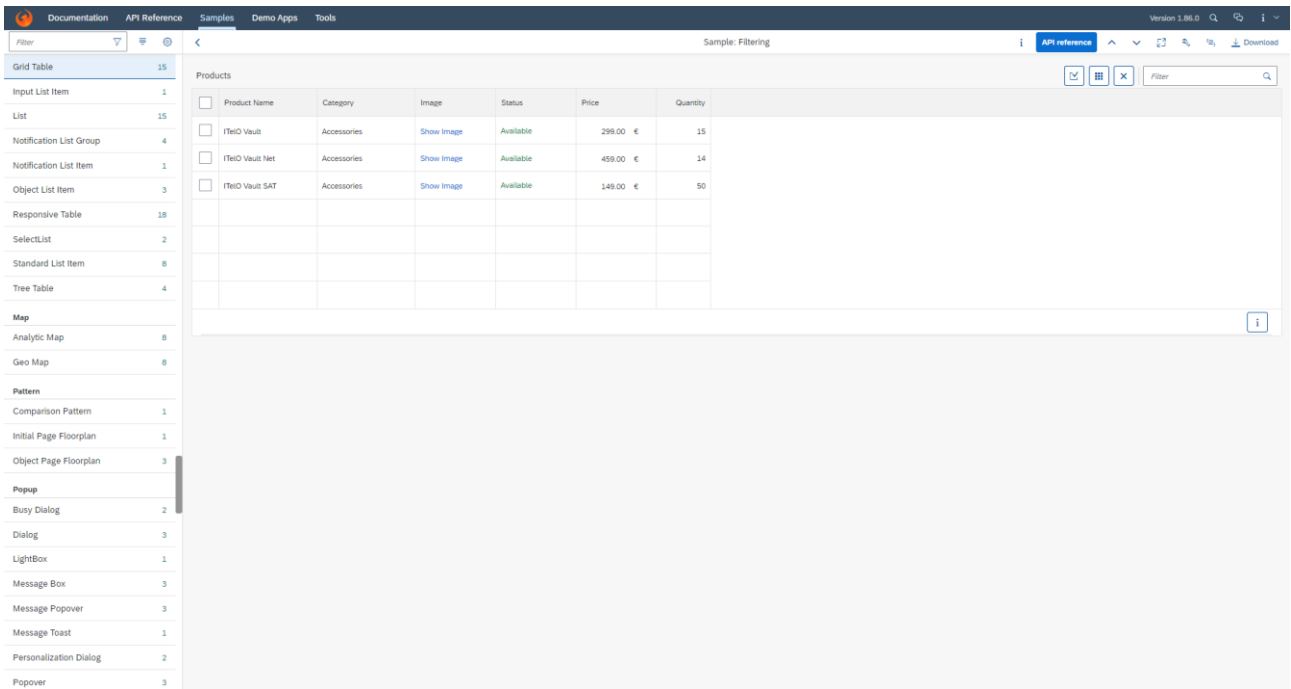 Documentation API Reference Samples Demo Apps Tools Version 1.86.0 i
Filter Sample: Filtering i API reference Download
Grid Table 15
Input List Item 1
List 15
Notification List Group 4
Notification List Item 1
Object List Item 3
Responsive Table 18
SelectList 2
Standard List Item 8
Tree Table 4
Map
Analytic Map 8
Geo Map 8
Pattern
Comparison Pattern 1
Initial Page Floorplan 1
Object Page Floorplan 3
Popup
Busy Dialog 2
Dialog 3
LightBox 1
Message Box 3
Message Popover 3
Message Toast 1
Personalization Dialog 2
Popover 3
Products Filter
Product Name Category Image Status Price Quantity
ITelO Vault Accessories Show Image Available 299.00 € 15
ITelO Vault Net Accessories Show Image Available 459.00 € 14
ITelO Vault SAT Accessories Show Image Available 149.00 € 50
i